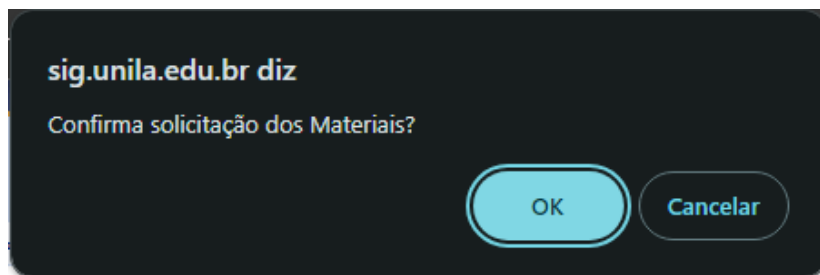 sig.unila.edu.br diz
Confirma solicitação dos Materiais?
OK Cancelar